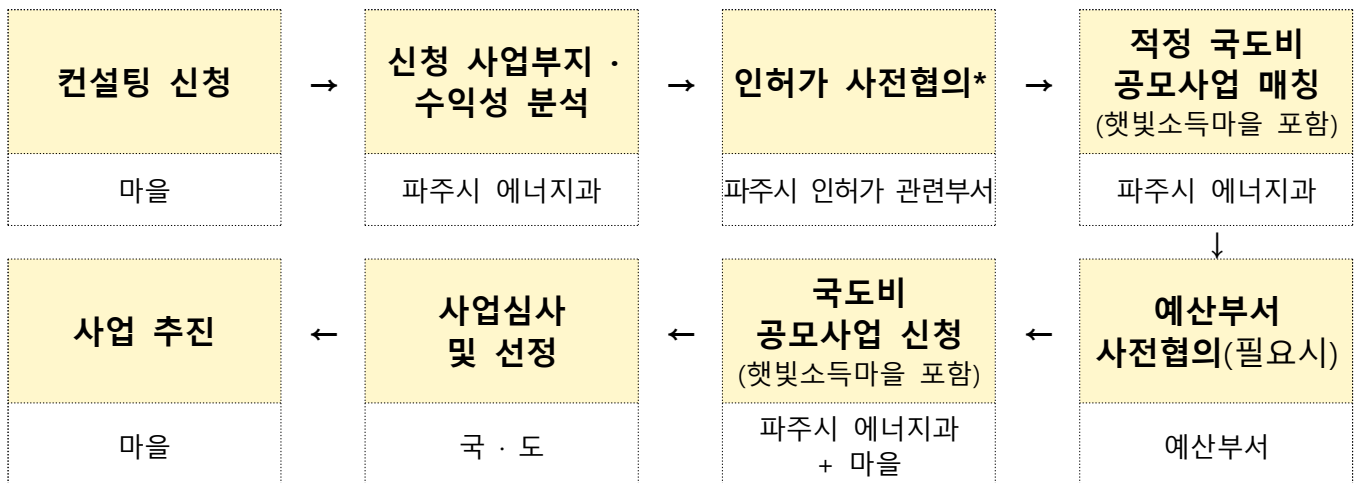 컨설팅 신청
마을
→
신청 사업부지 ·
수익성 분석
파주시 에너지과
→
인허가 사전협의*
파주시 인허가 관련부서
→
적정 국도비
공모사업 매칭
(햇빛소득마을 포함)
파주시 에너지과
↓
예산부서
사전협의(필요시)
예산부서
←
국도비
공모사업 신청
(햇빛소득마을 포함)
파주시 에너지과
+ 마을
←
사업심사
및 선정
국 · 도
←
사업 추진
마을